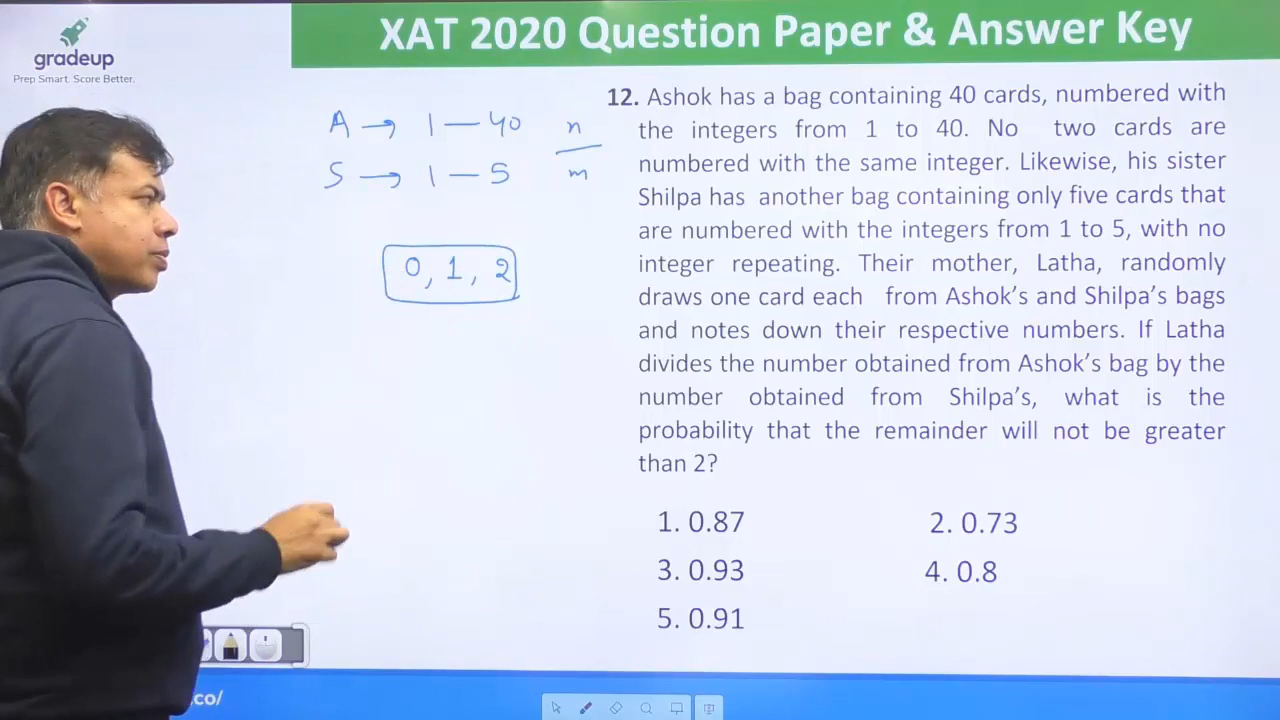 gradeup
Prep Smart. Score Better.
XAT 2020 Question Paper & Answer Key
A → 1 — 40 n
S → 1 — 5 m
0, 1, 2
12. Ashok has a bag containing 40 cards, numbered with
the integers from 1 to 40. No two cards are
numbered with the same integer. Likewise, his sister
Shilpa has another bag containing only five cards that
are numbered with the integers from 1 to 5, with no
integer repeating. Their mother, Latha, randomly
draws one card each from Ashok’s and Shilpa’s bags
and notes down their respective numbers. If Latha
divides the number obtained from Ashok’s bag by the
number obtained from Shilpa’s, what is the
probability that the remainder will not be greater
than 2?
1. 0.87 2. 0.73
3. 0.93 4. 0.8
5. 0.91
.co/